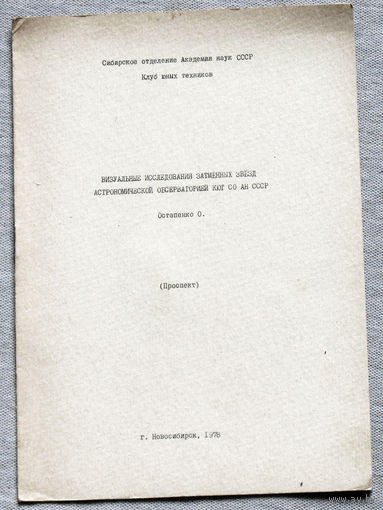 Сибирское отделение Академии наук СССР
Клуб юных техников
ВИЗУАЛЬНЫЕ ИССЛЕДОВАНИЯ ЗАТМЕННЫХ ЗВЁЗД
АСТРОНОМИЧЕСКОЙ ОБСЕРВАТОРИЕЙ КЮТ СО АН СССР
Остапенко О.
(Проспект)
г. Новосибирск, 1978